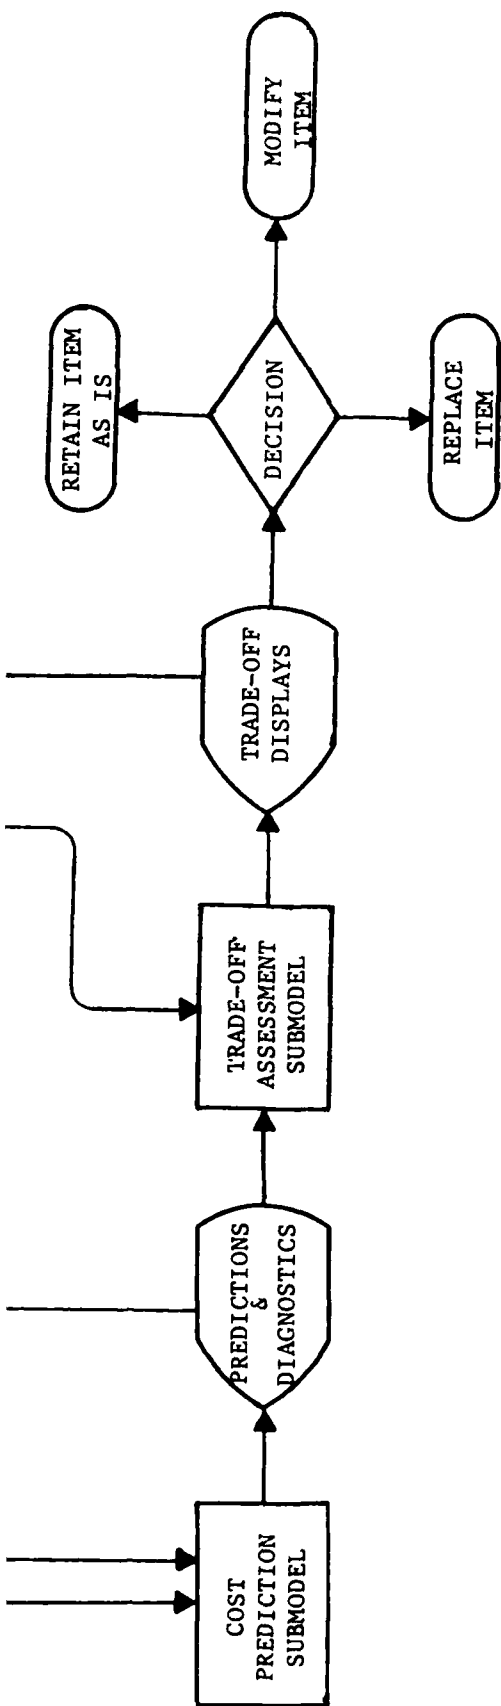 COST
PREDICTION
SUBMODEL
PREDICTIONS
&
DIAGNOSTICS
TRADE-OFF
ASSESSMENT
SUBMODEL
TRADE-OFF
DISPLAYS
DECISION
RETAIN ITEM
AS IS
MODIFY
ITEM
REPLACE
ITEM